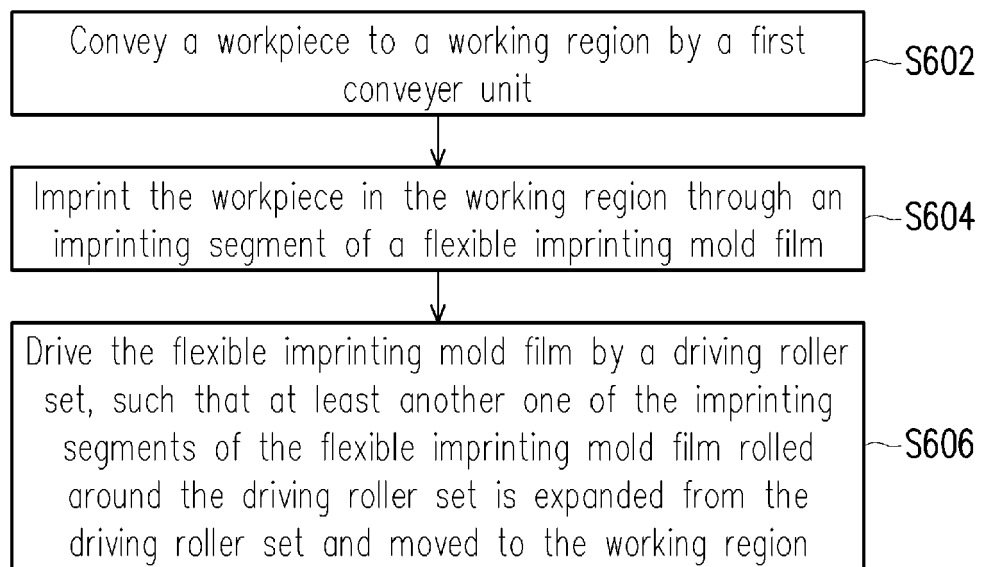 Convey a workpiece to a working region by a first
conveyer unit
S602
Imprint the workpiece in the working region through an
imprinting segment of a flexible imprinting mold film
S604
Drive the flexible imprinting mold film by a driving roller
set, such that at least another one of the imprinting
segments of the flexible imprinting mold film rolled
around the driving roller set is expanded from the
driving roller set and moved to the working region
S606